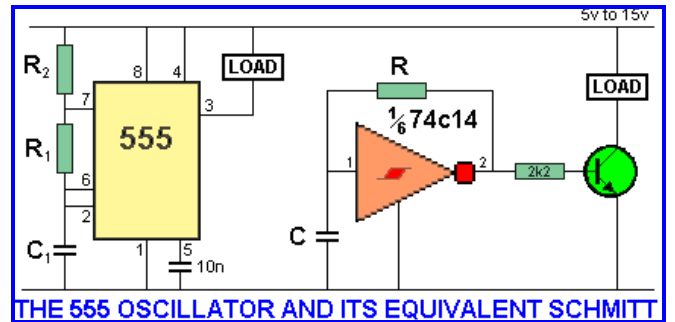 5v to 15v
R2
8
4
LOAD
R
LOAD
7
3
1/6 74c14
555
R1
1
2
2k2
6
2
C1
1
5
10n
C
THE 555 OSCILLATOR AND ITS EQUIVALENT SCHMITT